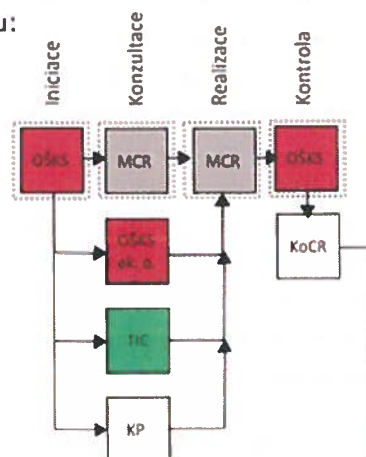 u:
Iniciace
Konzultace
Realizace
Kontrola
OŠKS
MCR
MCR
OŠKS
KoCR
OŠKS
ek. o.
TIC
KP